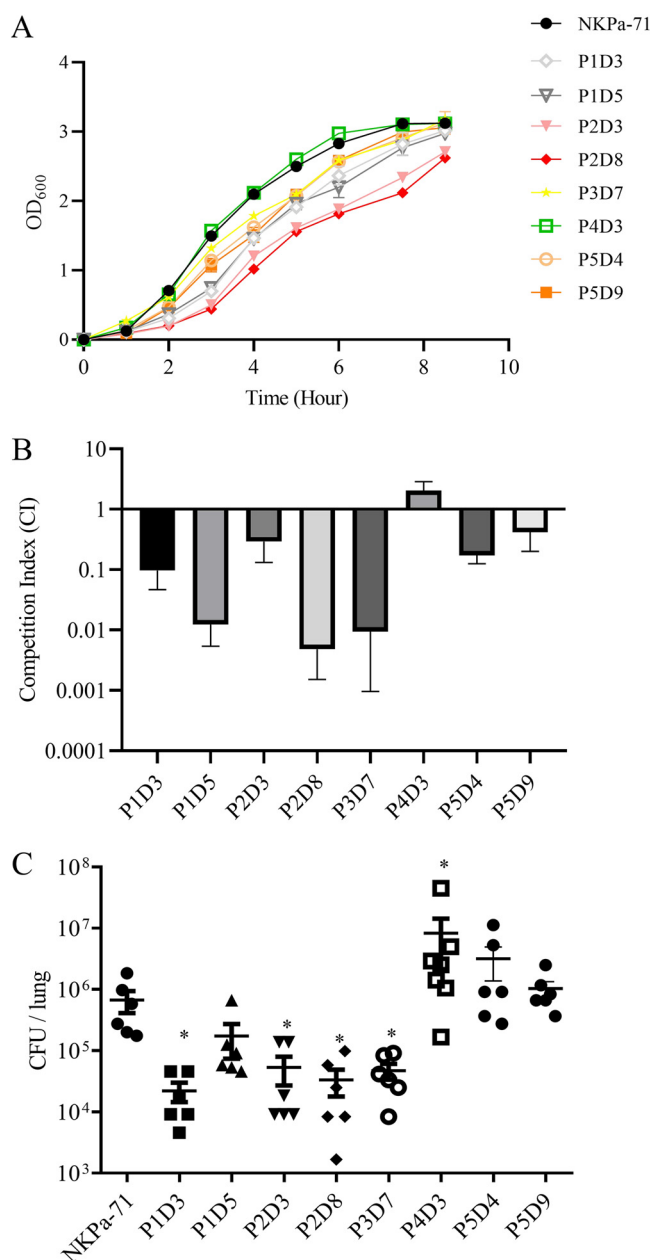 A
NKPa-71
P1D3
P1D5
P2D3
P2D8
P3D7
P4D3
P5D4
P5D9
4
3
2
1
0
OD600
0 2 4 6 8 10
Time (Hour)
B
10
1
0.1
0.01
0.001
0.0001
Competition Index (CI)
P1D3 P1D5 P2D3 P2D8 P3D7 P4D3 P5D4 P5D9
C
10^8
10^7
10^6
10^5
10^4
10^3
CFU / lung
* * * * *
NKPa-71 P1D3 P1D5 P2D3 P2D8 P3D7 P4D3 P5D4 P5D9